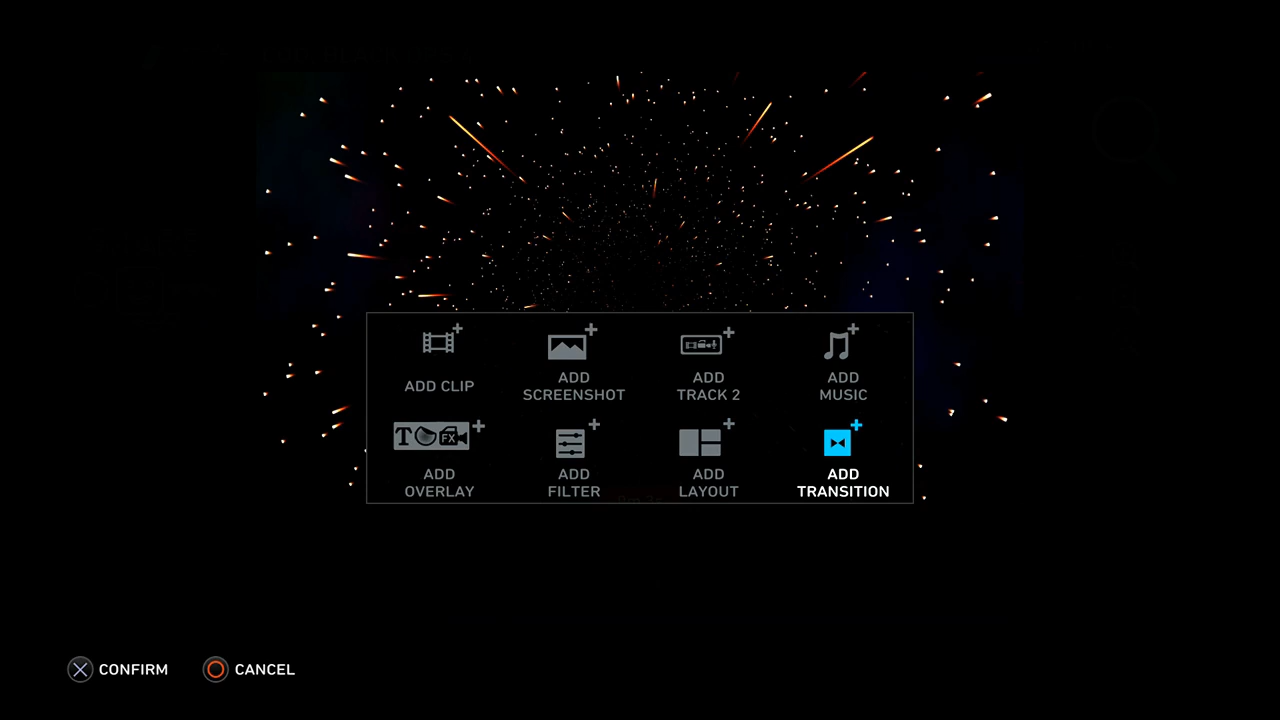 ADD CLIP
ADD
SCREENSHOT
ADD
TRACK 2
ADD
MUSIC
T FX
ADD
OVERLAY
ADD
FILTER
ADD
LAYOUT
ADD
TRANSITION
CONFIRM
CANCEL